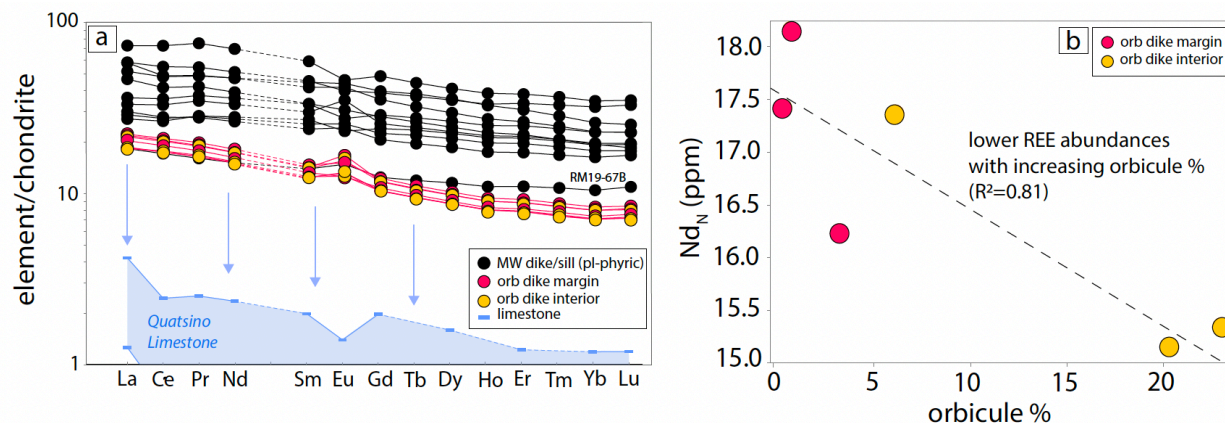 100
10
1
element/chondrite
a
RM19-67B
MW dike/sill (pl-phyric)
orb dike margin
orb dike interior
limestone
Quatsino
Limestone
La Ce Pr Nd Sm Eu Gd Tb Dy Ho Er Tm Yb Lu
18.0
17.5
17.0
16.5
16.0
15.5
15.0
NdN (ppm)
b
orb dike margin
orb dike interior
lower REE abundances
with increasing orbicule %
(R²=0.81)
0 5 10 15 20
orbicule %